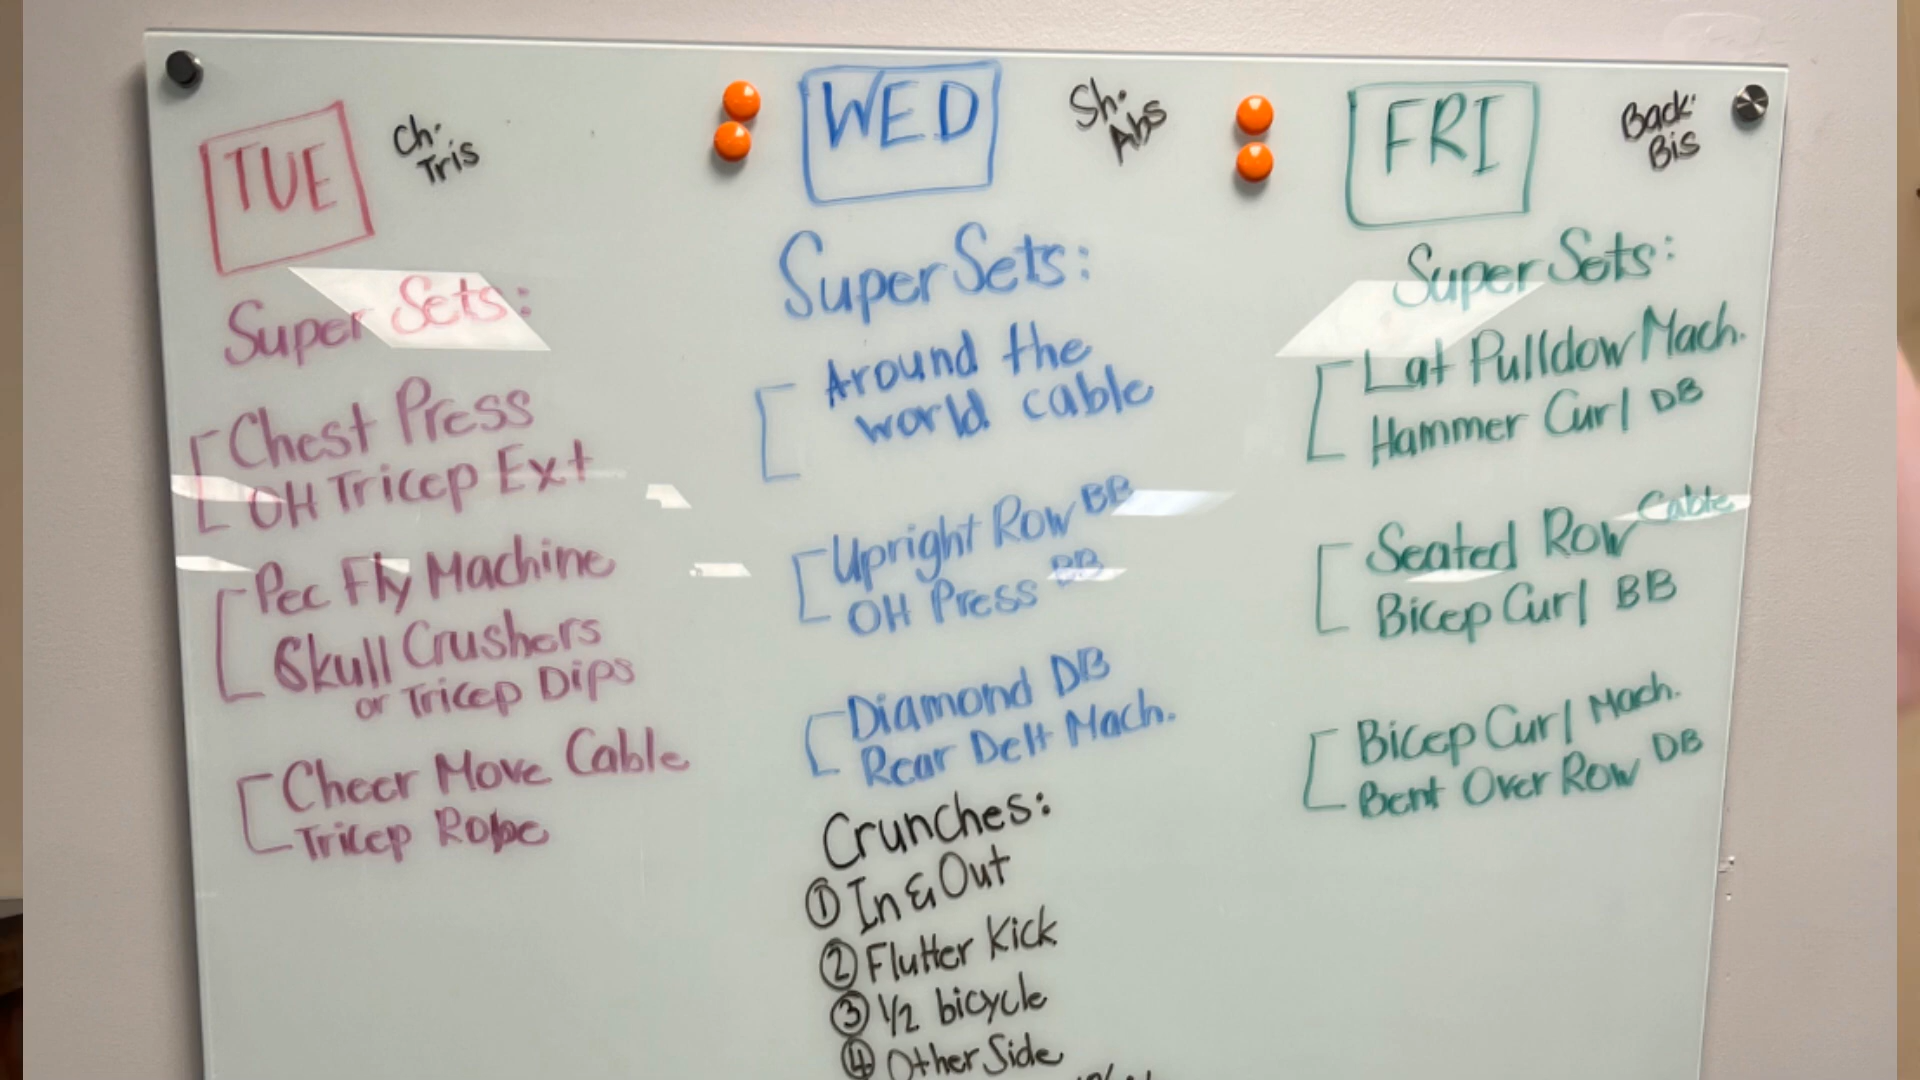 TUE
Ch:
Tris
Super Sets:
Chest Press
OH Tricep Ext
Pec Fly Machine
Skull Crushers
or Tricep Dips
Cheer Move Cable
Tricep Rope
WED
Sh:
Abs
Super Sets:
Around the
world cable
Upright Row BB
OH Press BB
Diamond DB
Rear Delt Mach.
Crunches:
① In & Out
② Flutter Kick
③ 1/2 bicycle
④ Other Side
FRI
Back:
Bis
Super Sets:
Lat Pulldow Mach.
Hammer Curl DB
Seated Row Cable
Bicep Curl BB
Bicep Curl Mach.
Bent Over Row DB